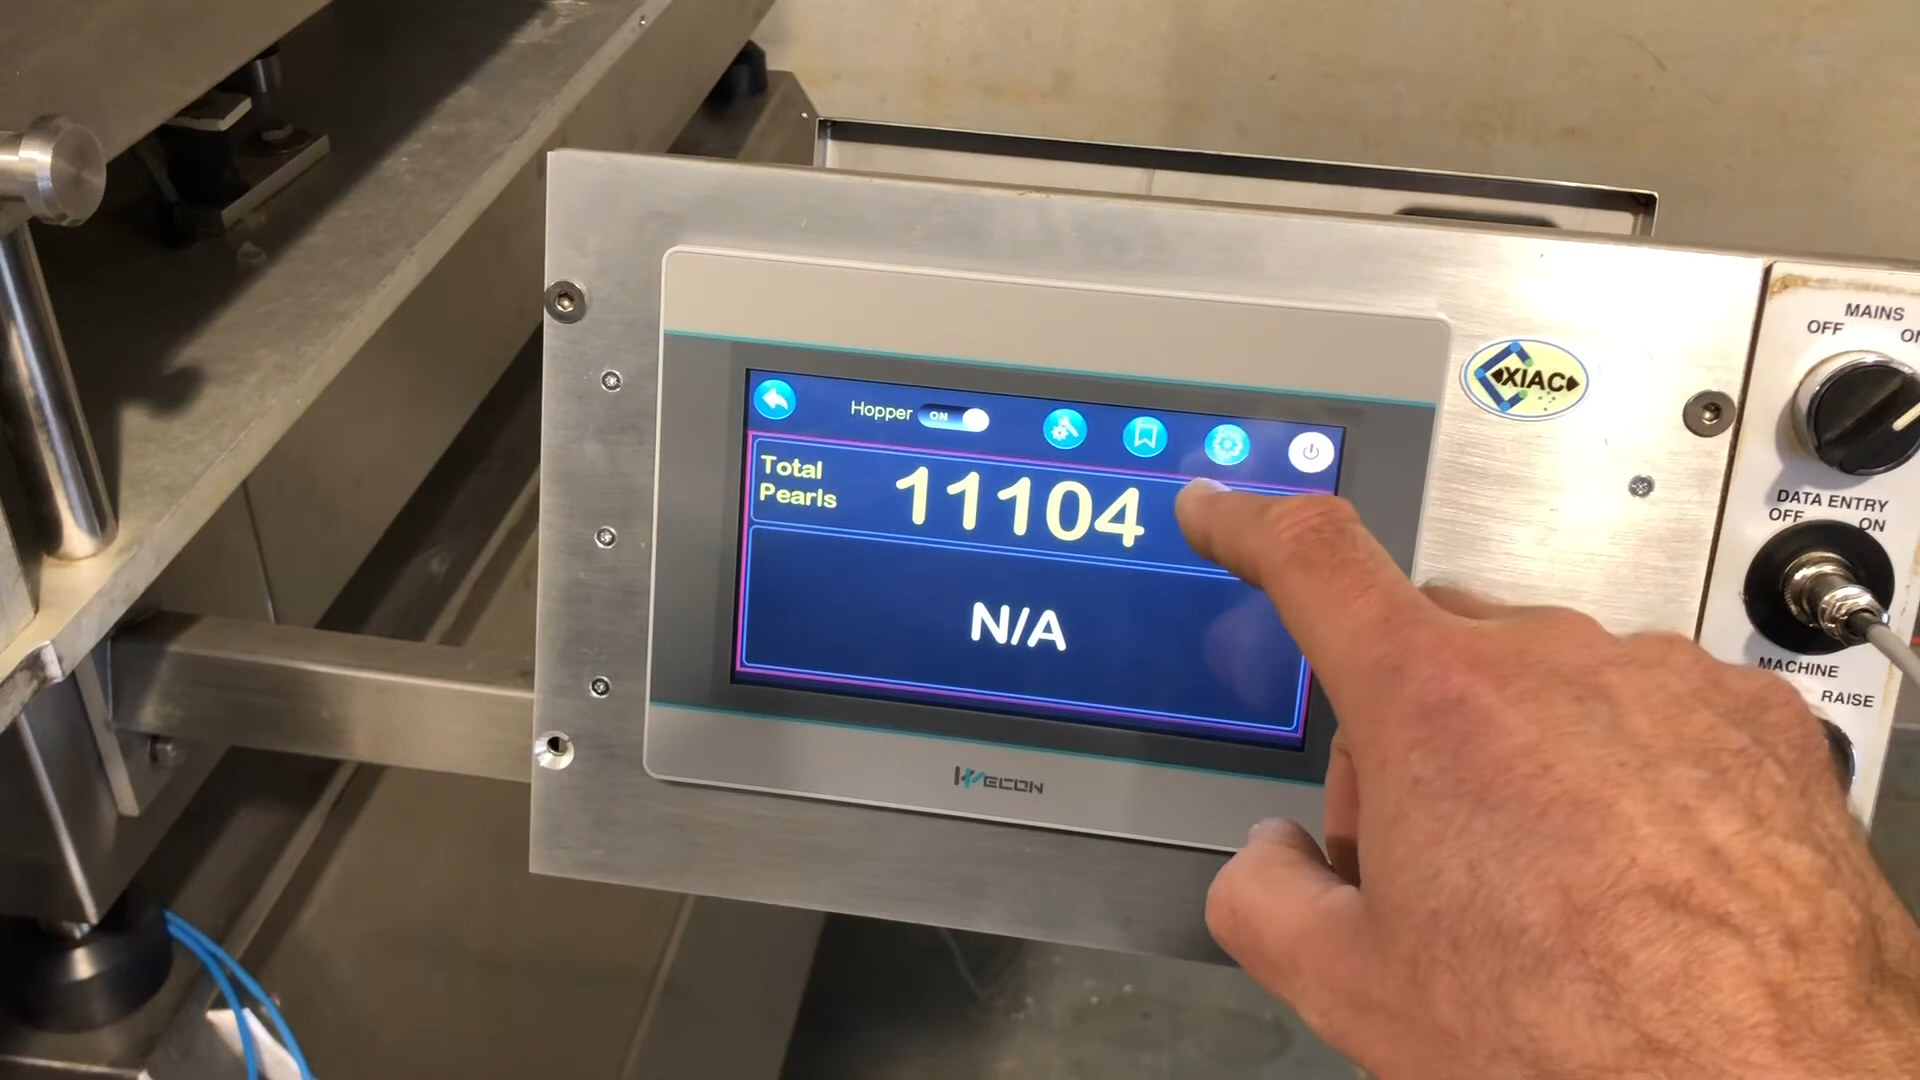 Hopper ON
Total
Pearls
11104
N/A
WECON
XIAC
MAINS
OFF
DATA ENTRY
OFF ON
MACHINE
RAISE